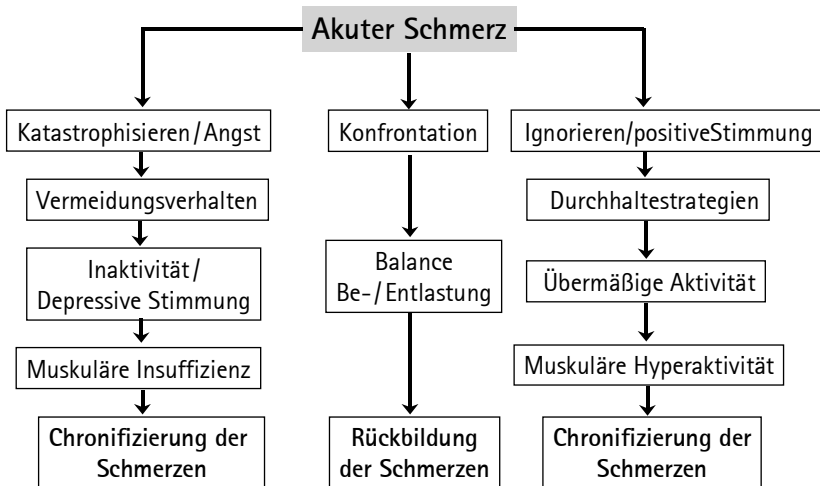 Akuter Schmerz
Katastrophisieren/Angst
Vermeidungsverhalten
Inaktivität/
Depressive Stimmung
Muskuläre Insuffizienz
Chronifizierung der
Schmerzen
Konfrontation
Balance
Be-/Entlastung
Rückbildung
der Schmerzen
Ignorieren/positiveStimmung
Durchhaltestrategien
Übermäßige Aktivität
Muskuläre Hyperaktivität
Chronifizierung der
Schmerzen